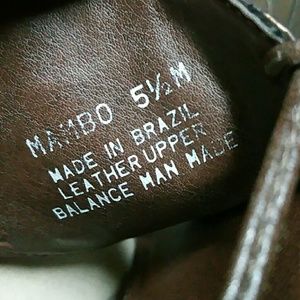 MAMBO 5½M
MADE IN BRAZIL
LEATHER UPPER
BALANCE MAN MADE